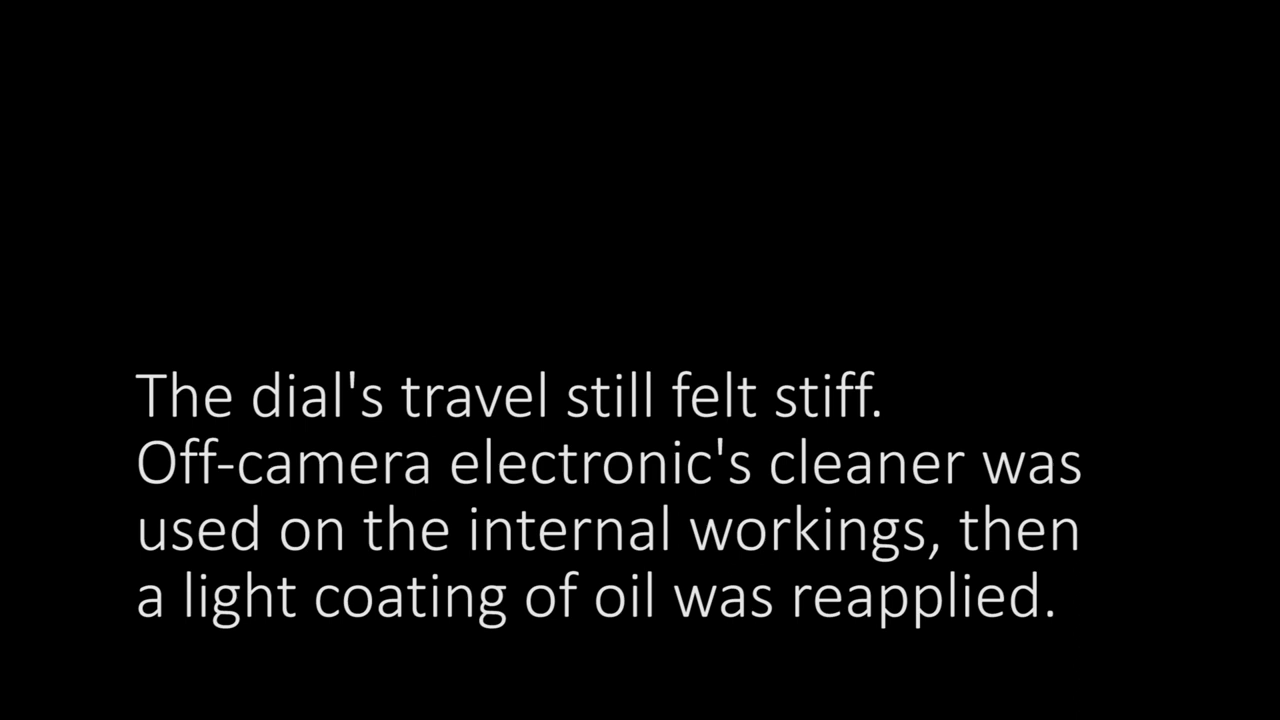 The dial's travel still felt stiff.
Off-camera electronic's cleaner was
used on the internal workings, then
a light coating of oil was reapplied.